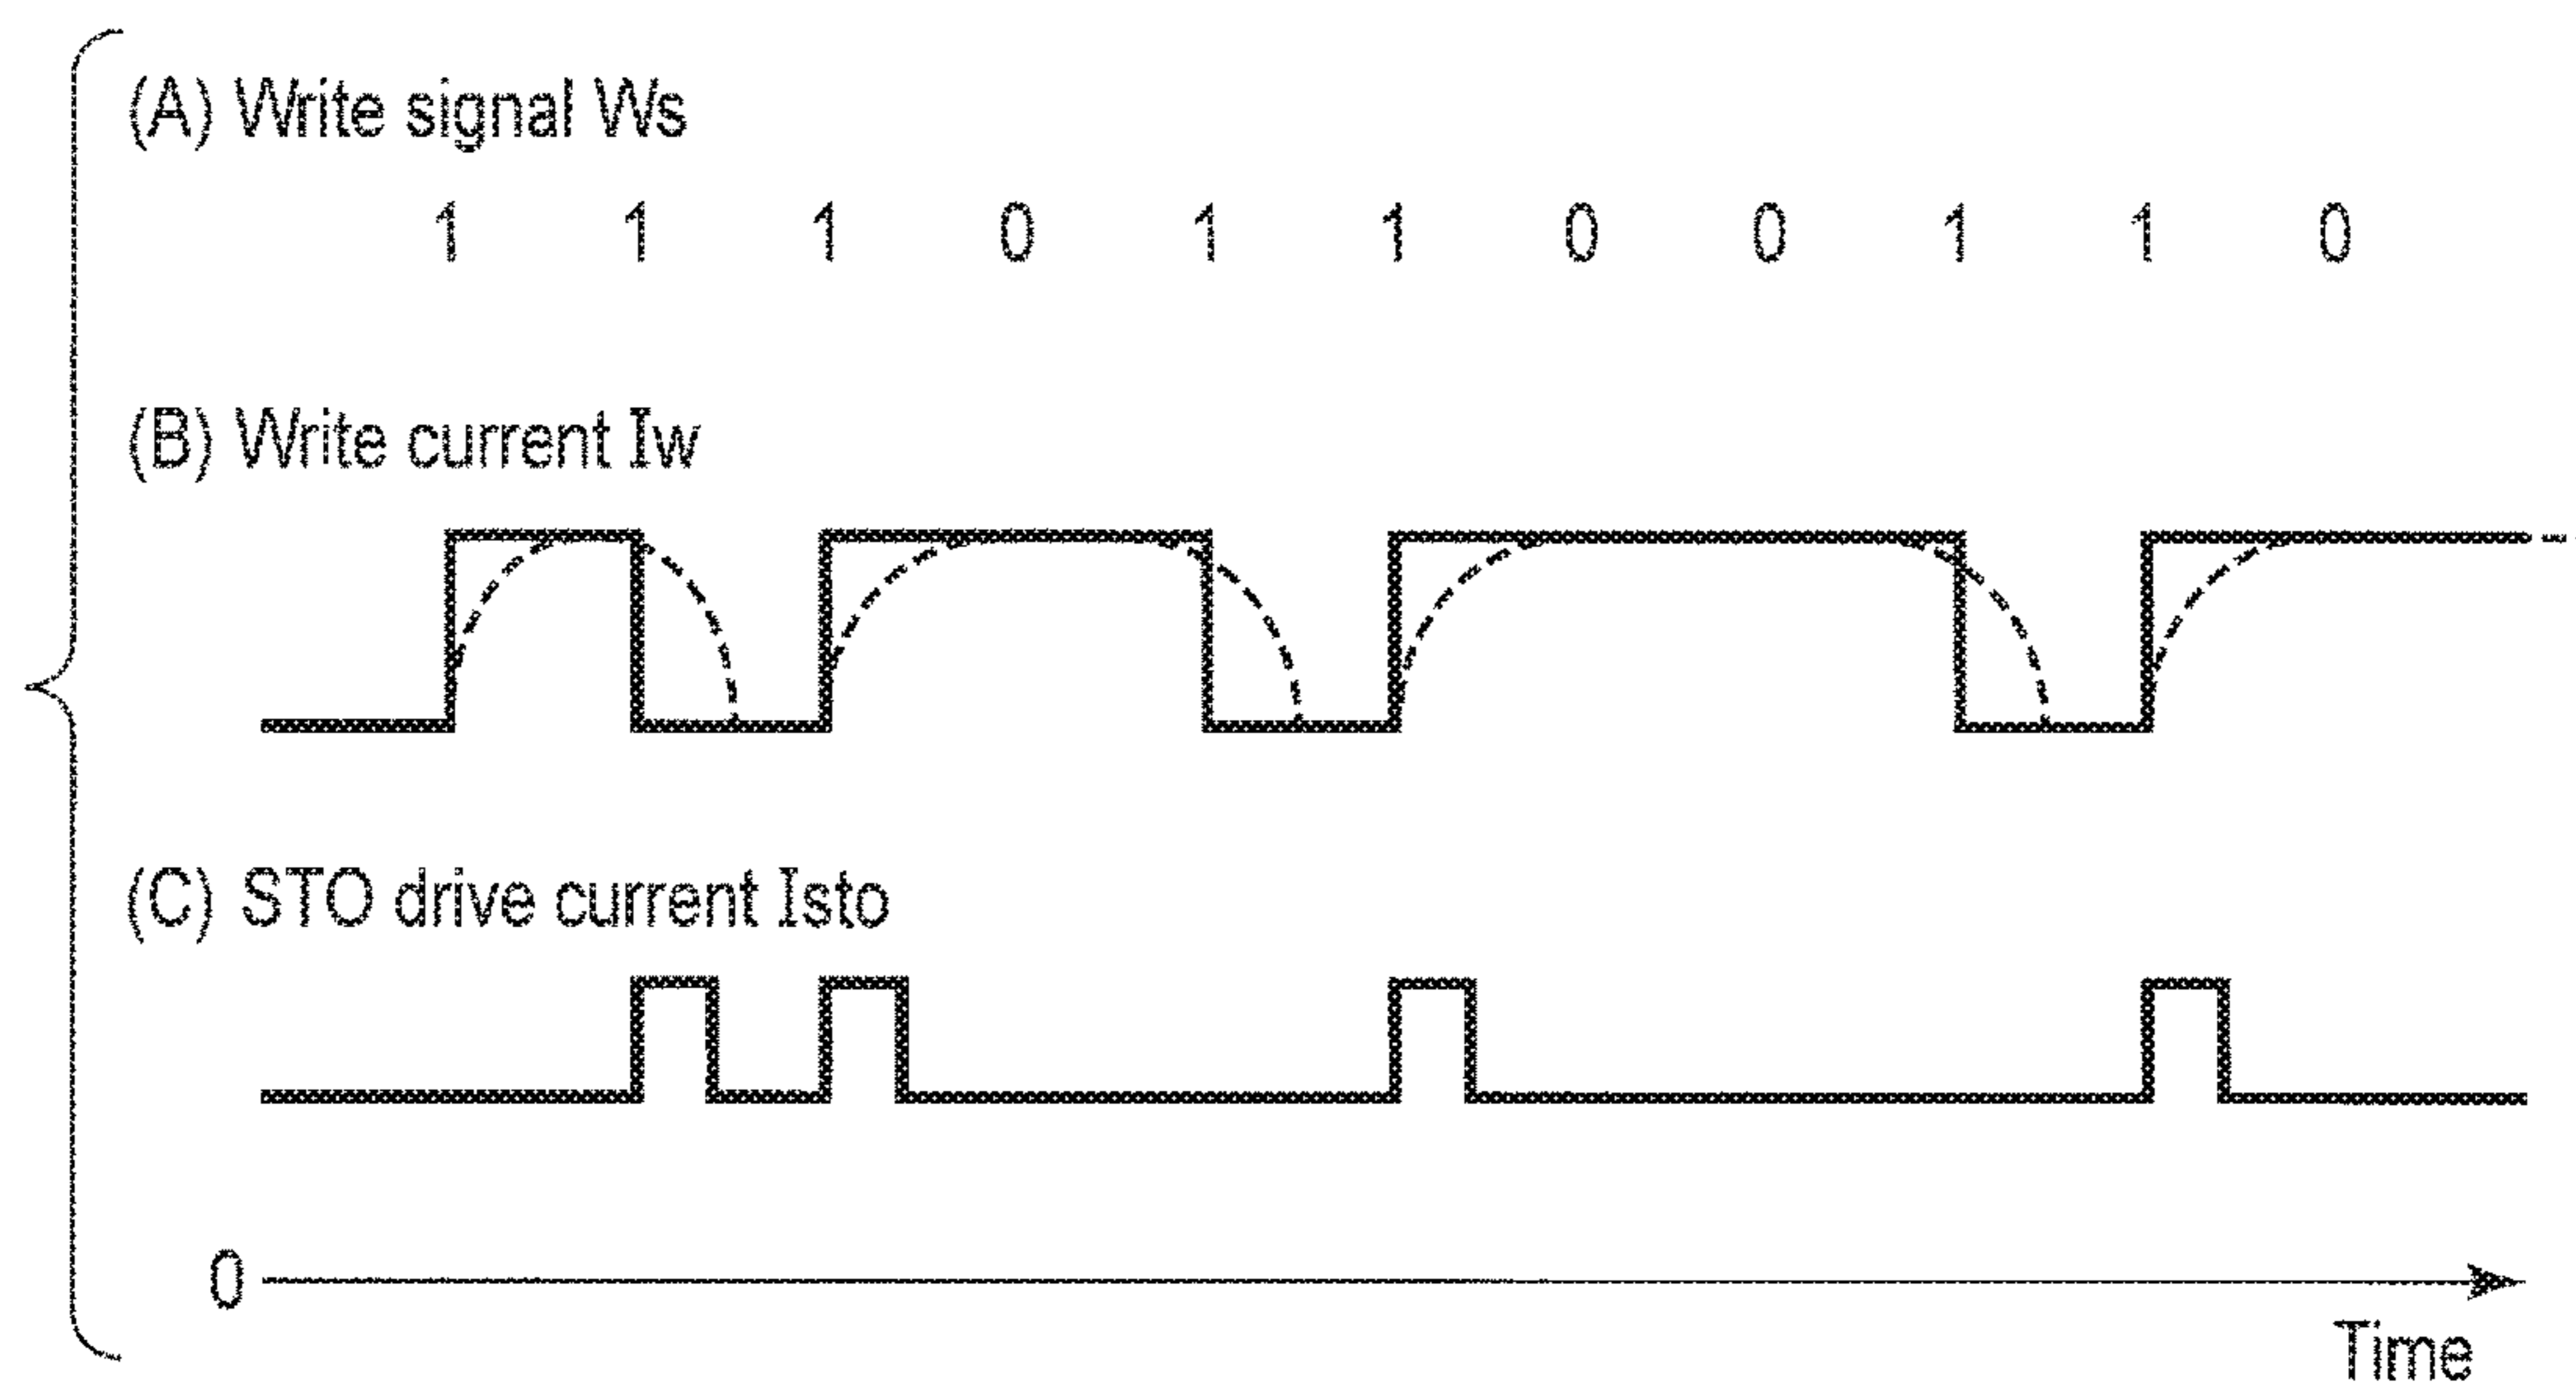 (A) Write signal Ws
1 1 1 0 1 1 0 0 1 1 0
(B) Write current Iw
(C) STO drive current Isto
0
Time